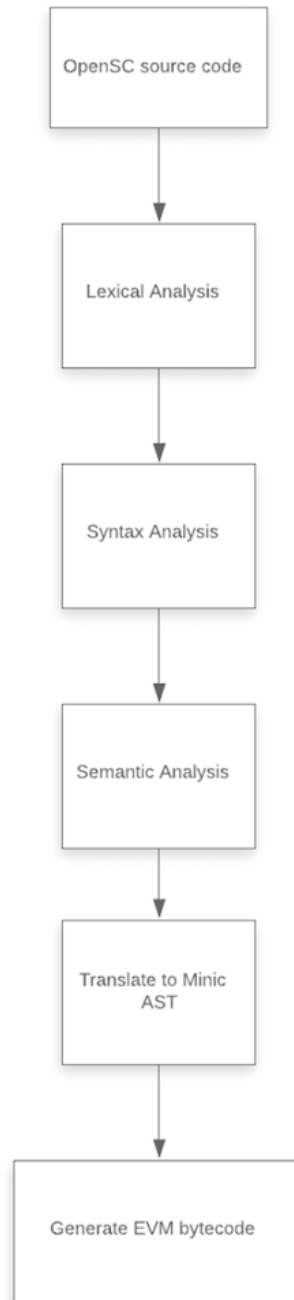 OpenSC source code
Lexical Analysis
Syntax Analysis
Semantic Analysis
Translate to Minic
AST
Generate EVM bytecode